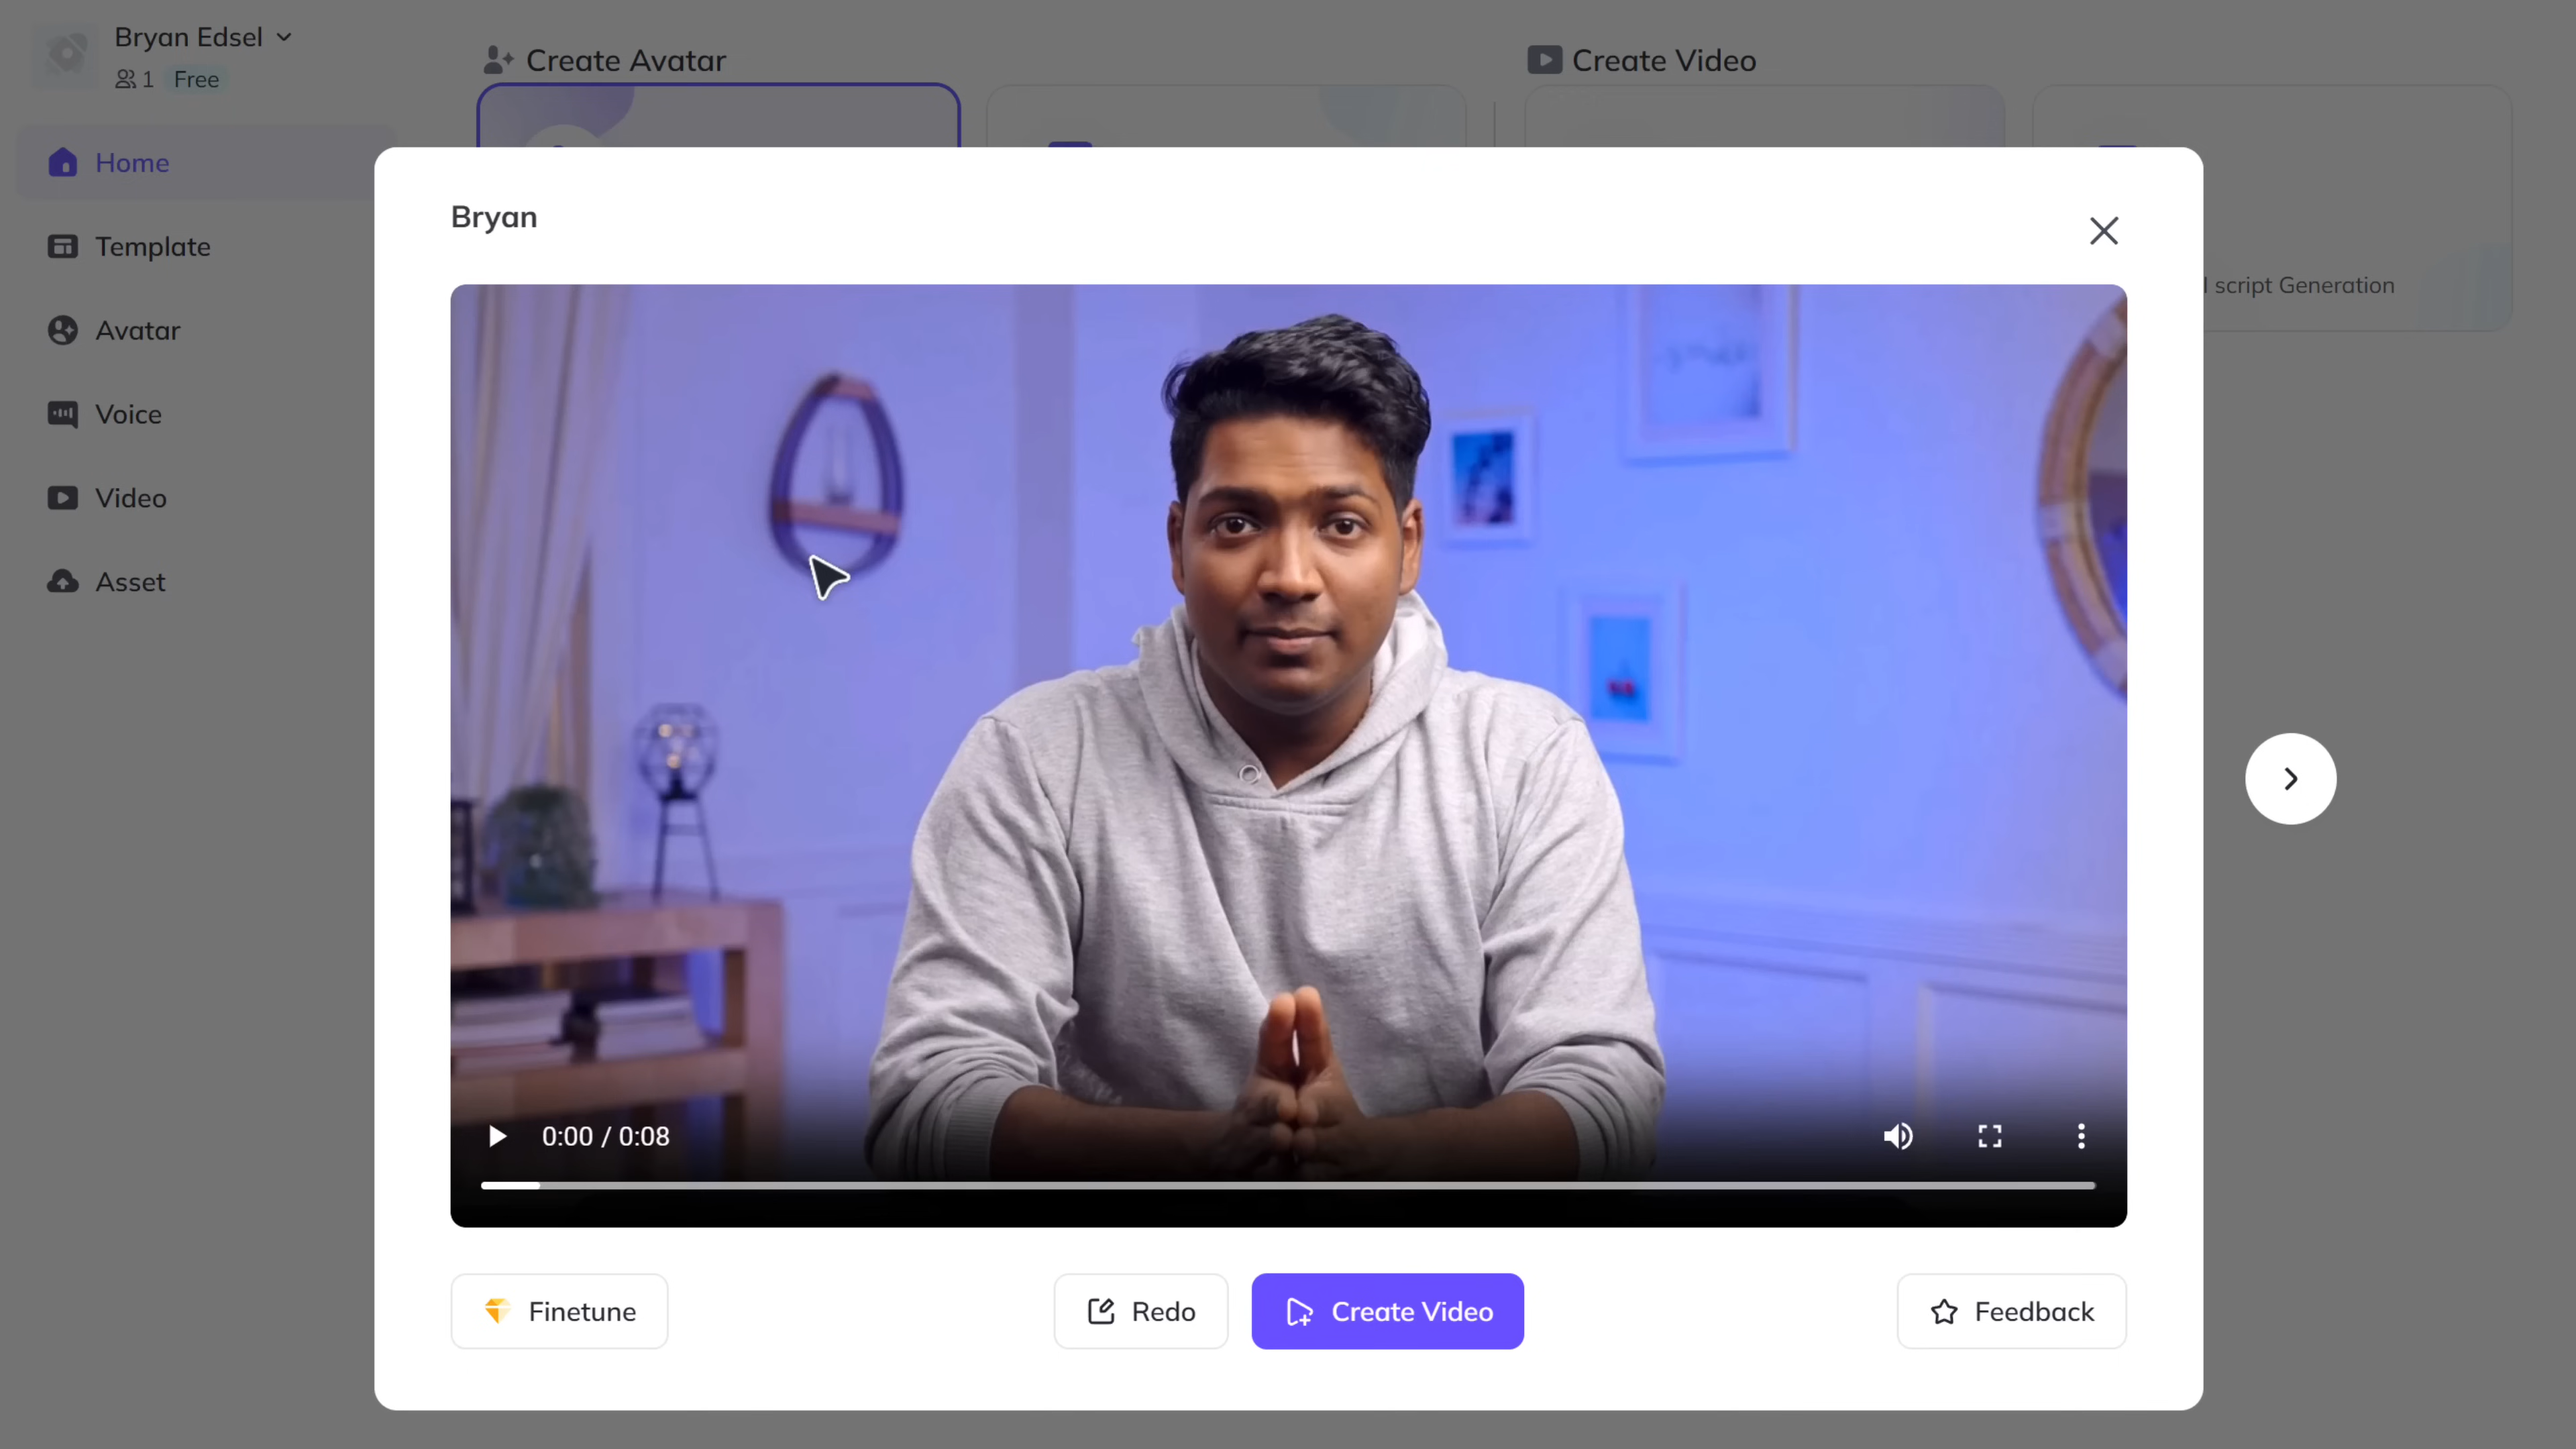 Bryan Edsel
1 Free
Home
Template
Avatar
Voice
Video
Asset
Create Avatar
Create Video
script Generation
Bryan
0:00 / 0:08
Finetune
Redo
Create Video
Feedback